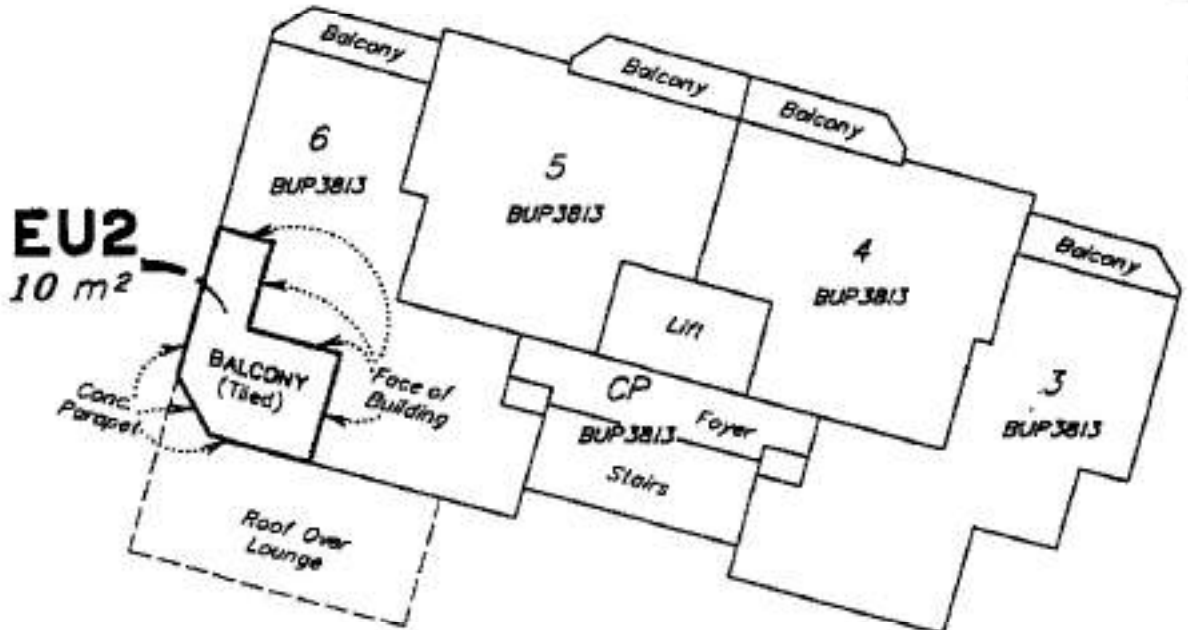 Balcony
Balcony
Balcony
6
BUP3813
5
BUP3813
EU2
10 m²
4
BUP3813
Balcony
Lift
BALCONY
(Tiled)
Face of
Building
Conc.
Parapet
CP
Foyer
BUP3813
Stairs
3
BUP3813
Roof Over
Lounge